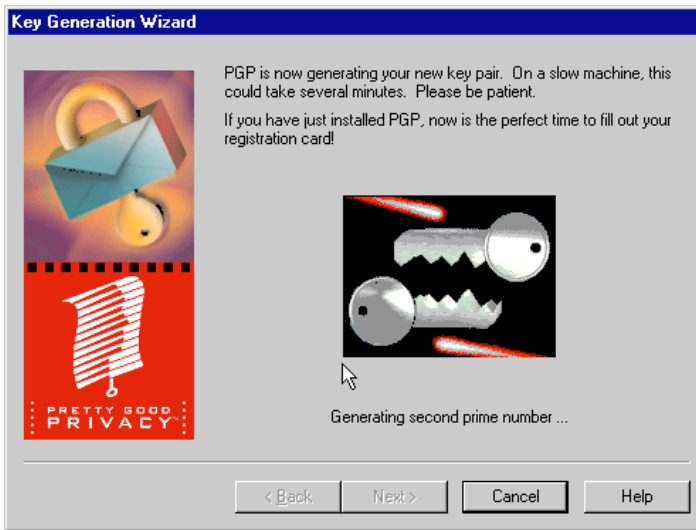 Key Generation Wizard
PGP is now generating your new key pair. On a slow machine, this
could take several minutes. Please be patient.
If you have just installed PGP, now is the perfect time to fill out your
registration card!
PRETTY GOOD
PRIVACY™
Generating second prime number ...
< Back
Next >
Cancel
Help